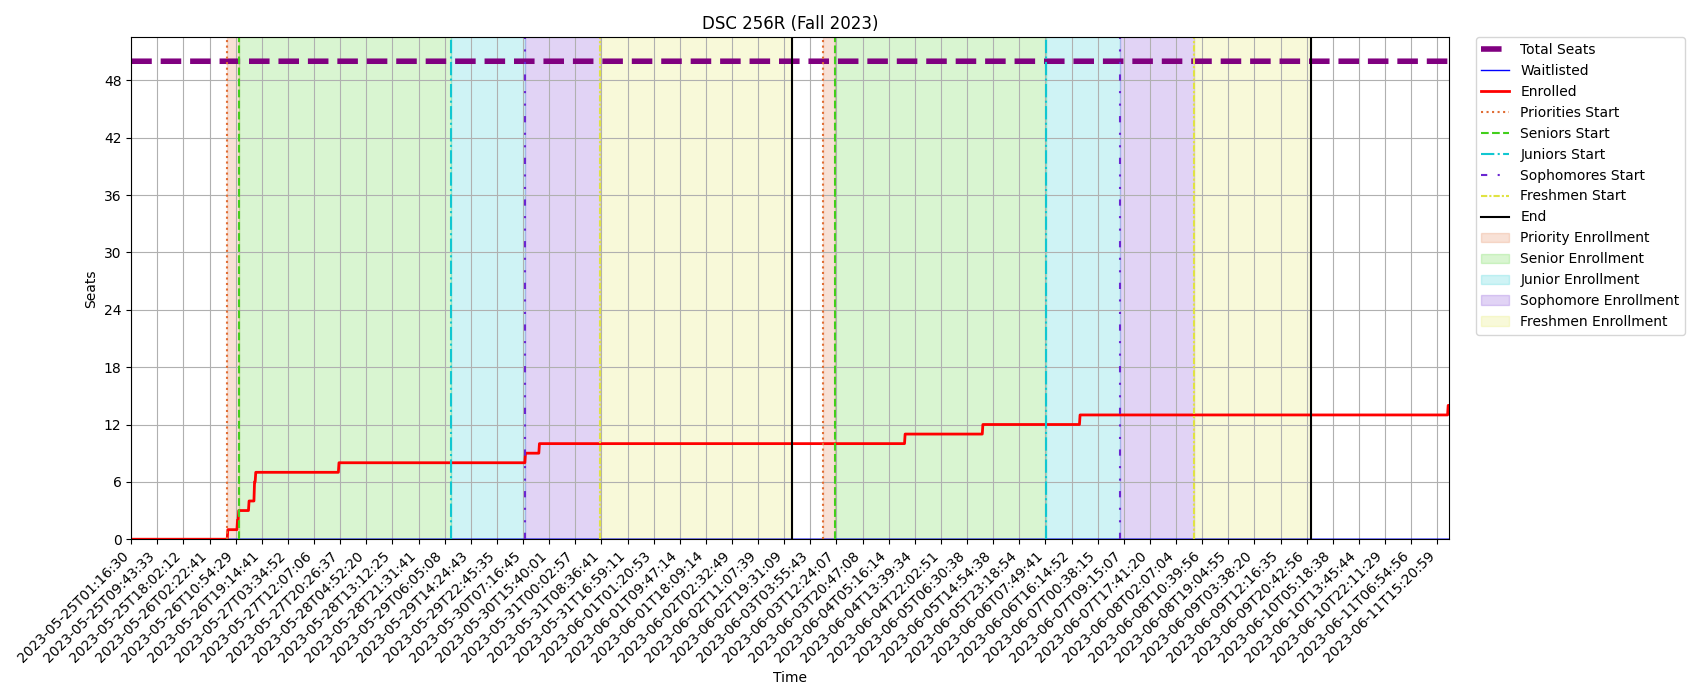 DSC 256R (Fall 2023)
Seats
48
42
36
30
24
18
12
6
0
2023-05-25T01:16:30
2023-05-25T09:43:33
2023-05-25T18:02:12
2023-05-26T02:22:41
2023-05-26T10:54:29
2023-05-26T19:14:41
2023-05-27T03:34:52
2023-05-27T12:07:06
2023-05-27T20:26:37
2023-05-28T04:52:20
2023-05-28T13:12:25
2023-05-28T21:31:41
2023-05-29T06:05:08
2023-05-29T14:24:43
2023-05-29T22:45:35
2023-05-30T07:16:45
2023-05-30T15:40:01
2023-05-31T00:02:57
2023-05-31T08:36:41
2023-05-31T16:59:11
2023-06-01T01:20:53
2023-06-01T09:47:14
2023-06-01T18:09:14
2023-06-02T02:32:49
2023-06-02T11:07:39
2023-06-02T19:31:09
2023-06-03T03:55:43
2023-06-03T12:24:07
2023-06-03T20:47:08
2023-06-04T05:16:14
2023-06-04T13:39:34
2023-06-04T22:02:51
2023-06-05T06:30:38
2023-06-05T14:54:38
2023-06-05T23:18:54
2023-06-06T07:49:41
2023-06-06T16:14:52
2023-06-07T00:38:15
2023-06-07T09:15:07
2023-06-07T17:41:20
2023-06-08T02:07:04
2023-06-08T10:39:56
2023-06-08T19:04:55
2023-06-09T03:38:20
2023-06-09T12:16:35
2023-06-09T20:42:56
2023-06-10T05:18:38
2023-06-10T13:45:44
2023-06-10T22:11:29
2023-06-11T06:54:56
2023-06-11T15:20:59
Time
Total Seats
Waitlisted
Enrolled
Priorities Start
Seniors Start
Juniors Start
Sophomores Start
Freshmen Start
End
Priority Enrollment
Senior Enrollment
Junior Enrollment
Sophomore Enrollment
Freshmen Enrollment